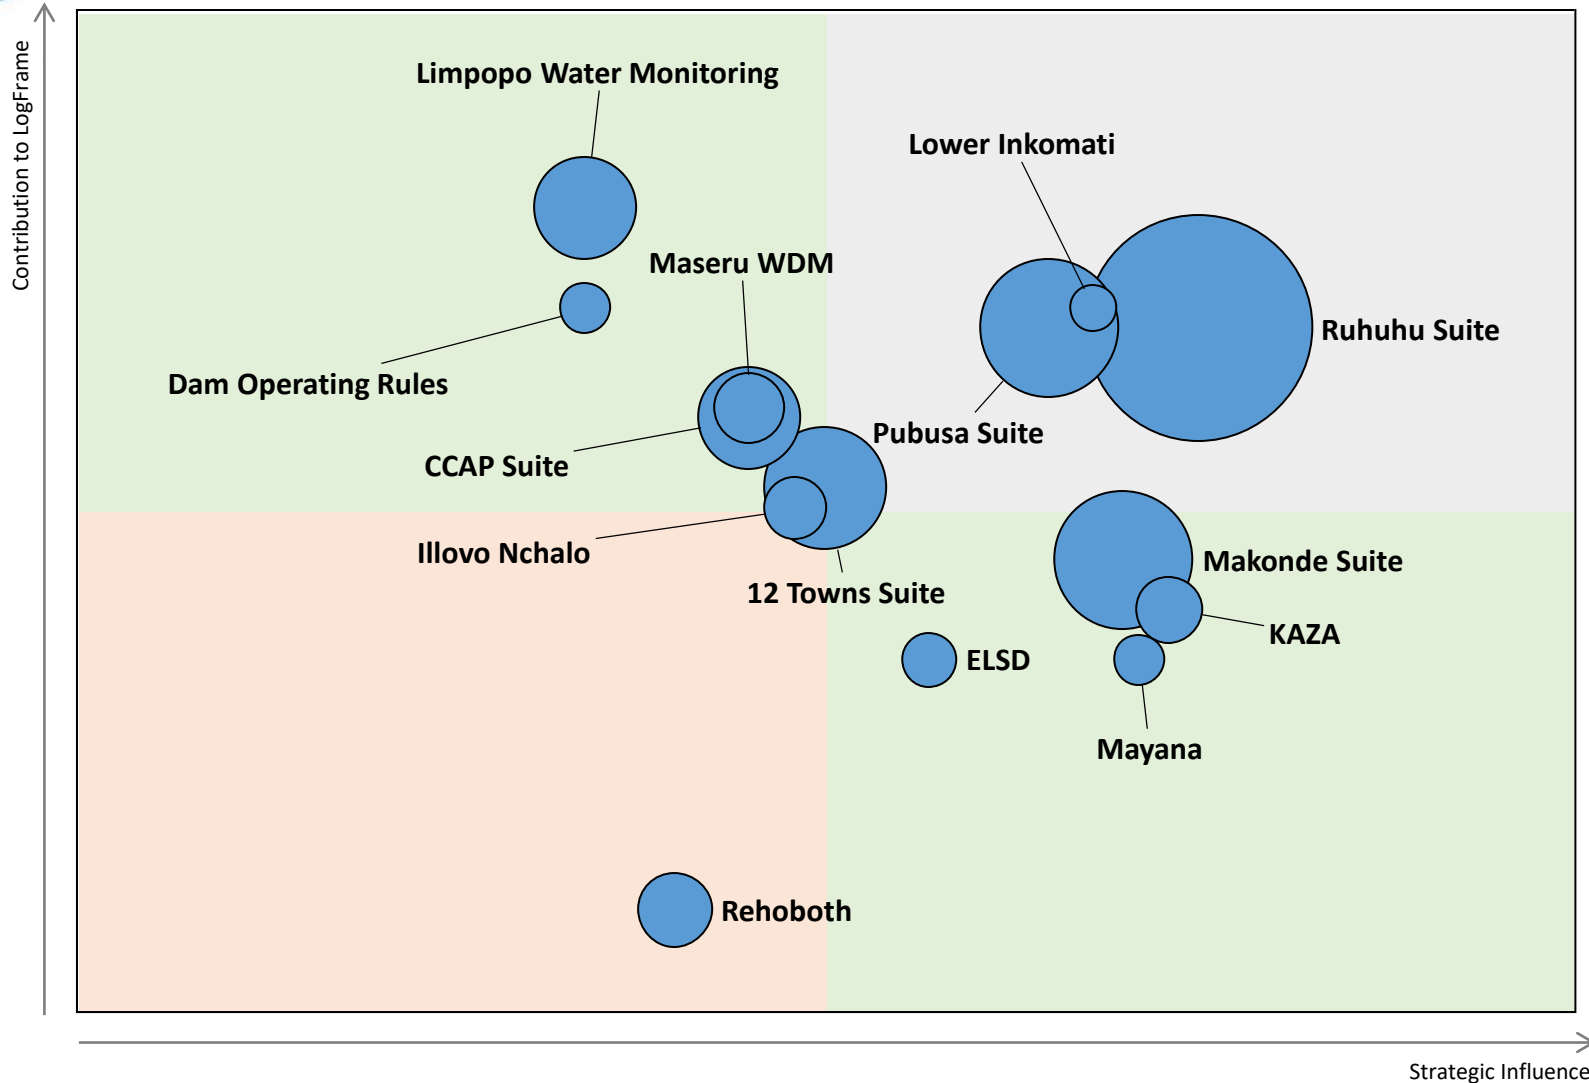 Contribution to LogFrame
Limpopo Water Monitoring
Lower Inkomati
Maseru WDM
Ruhuhu Suite
Dam Operating Rules
Pubusa Suite
CCAP Suite
Illovo Nchalo
Makonde Suite
12 Towns Suite
KAZA
ELSD
Mayana
Rehoboth
Strategic Influence